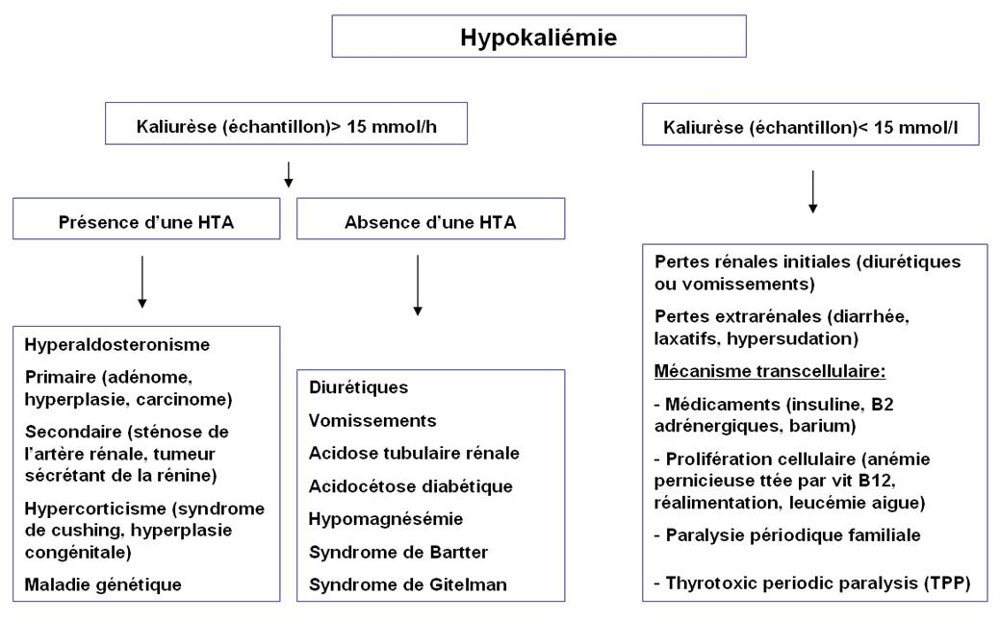 Hypokaliémie
Kaliurèse (échantillon)> 15 mmol/h
Kaliurèse (échantillon)< 15 mmol/l
Présence d’une HTA
Absence d’une HTA
Hyperaldosteronisme
Primaire (adénome,
hyperplasie, carcinome)
Secondaire (sténose de
l’artère rénale, tumeur
sécrétant de la rénine)
Hypercorticisme (syndrome
de cushing, hyperplasie
congénitale)
Maladie génétique
Diurétiques
Vomissements
Acidose tubulaire rénale
Acidocétose diabétique
Hypomagnésémie
Syndrome de Bartter
Syndrome de Gitelman
Pertes rénales initiales (diurétiques
ou vomissements)
Pertes extrarénales (diarrhée,
laxatifs, hypersudation)
Mécanisme transcellulaire:
- Médicaments (insuline, B2
adrénergiques, barium)
- Prolifération cellulaire (anémie
pernicieuse ttée par vit B12,
réalimentation, leucémie aigue)
- Paralysie périodique familiale
- Thyrotoxic periodic paralysis (TPP)